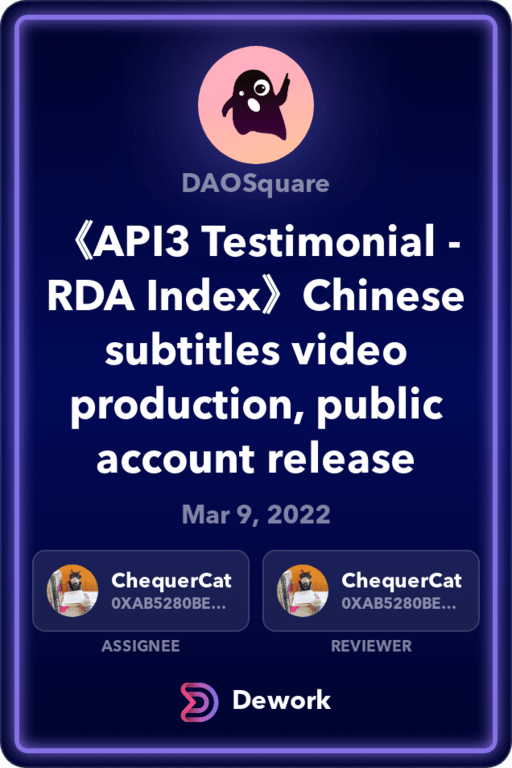 DAOSquare
《API3 Testimonial -
RDA Index》Chinese
subtitles video
production, public
account release
Mar 9, 2022
ChequerCat
0XAB5280BE...
ASSIGNEE
ChequerCat
0XAB5280BE...
REVIEWER
Dework